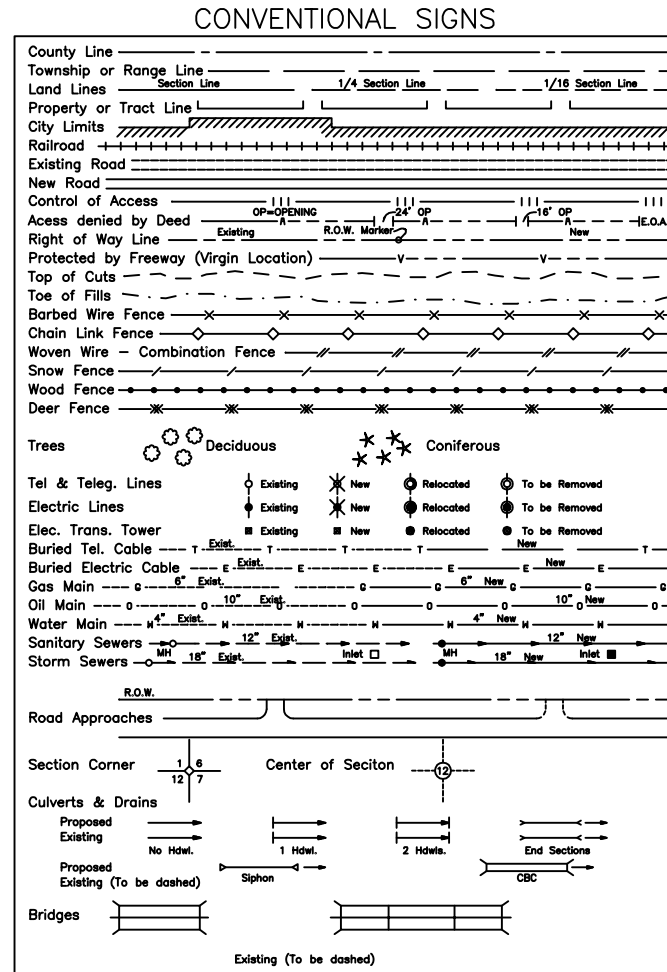 CONVENTIONAL SIGNS
County Line
Township or Range Line
Land Lines Section Line 1/4 Section Line 1/16 Section Line
Property or Tract Line
City Limits
Railroad
Existing Road
New Road
Control of Access
Acess denied by Deed OP=OPENING A 24' OP A 16' OP A E.O.A.
Right of Way Line Existing R.O.W. Marker New
Protected by Freeway (Virgin Location) V V
Top of Cuts
Toe of Fills
Barbed Wire Fence
Chain Link Fence
Woven Wire – Combination Fence
Snow Fence
Wood Fence
Deer Fence
Trees Deciduous Coniferous
Tel & Teleg. Lines Existing New Relocated To be Removed
Electric Lines Existing New Relocated To be Removed
Elec. Trans. Tower Existing New Relocated To be Removed
Buried Tel. Cable T Exist. T T T New T
Buried Electric Cable E Exist. E E E E New E
Gas Main G 6" Exist. G G G 6" New G G
Oil Main O O 10" Exist. O O O O 10" New O
Water Main W 4" Exist. W W W W 4" New W W
Sanitary Sewers MH 12" Exist. MH 12" New
Storm Sewers 18" Exist. Inlet 18" New Inlet
R.O.W.
Road Approaches
Section Corner 1 6 12 7 Center of Seciton 12
Culverts & Drains
Proposed
Existing
No Hdwl. 1 Hdwl. 2 Hdwls. End Sections
Proposed
Existing (To be dashed) Siphon CBC
Bridges
Existing (To be dashed)